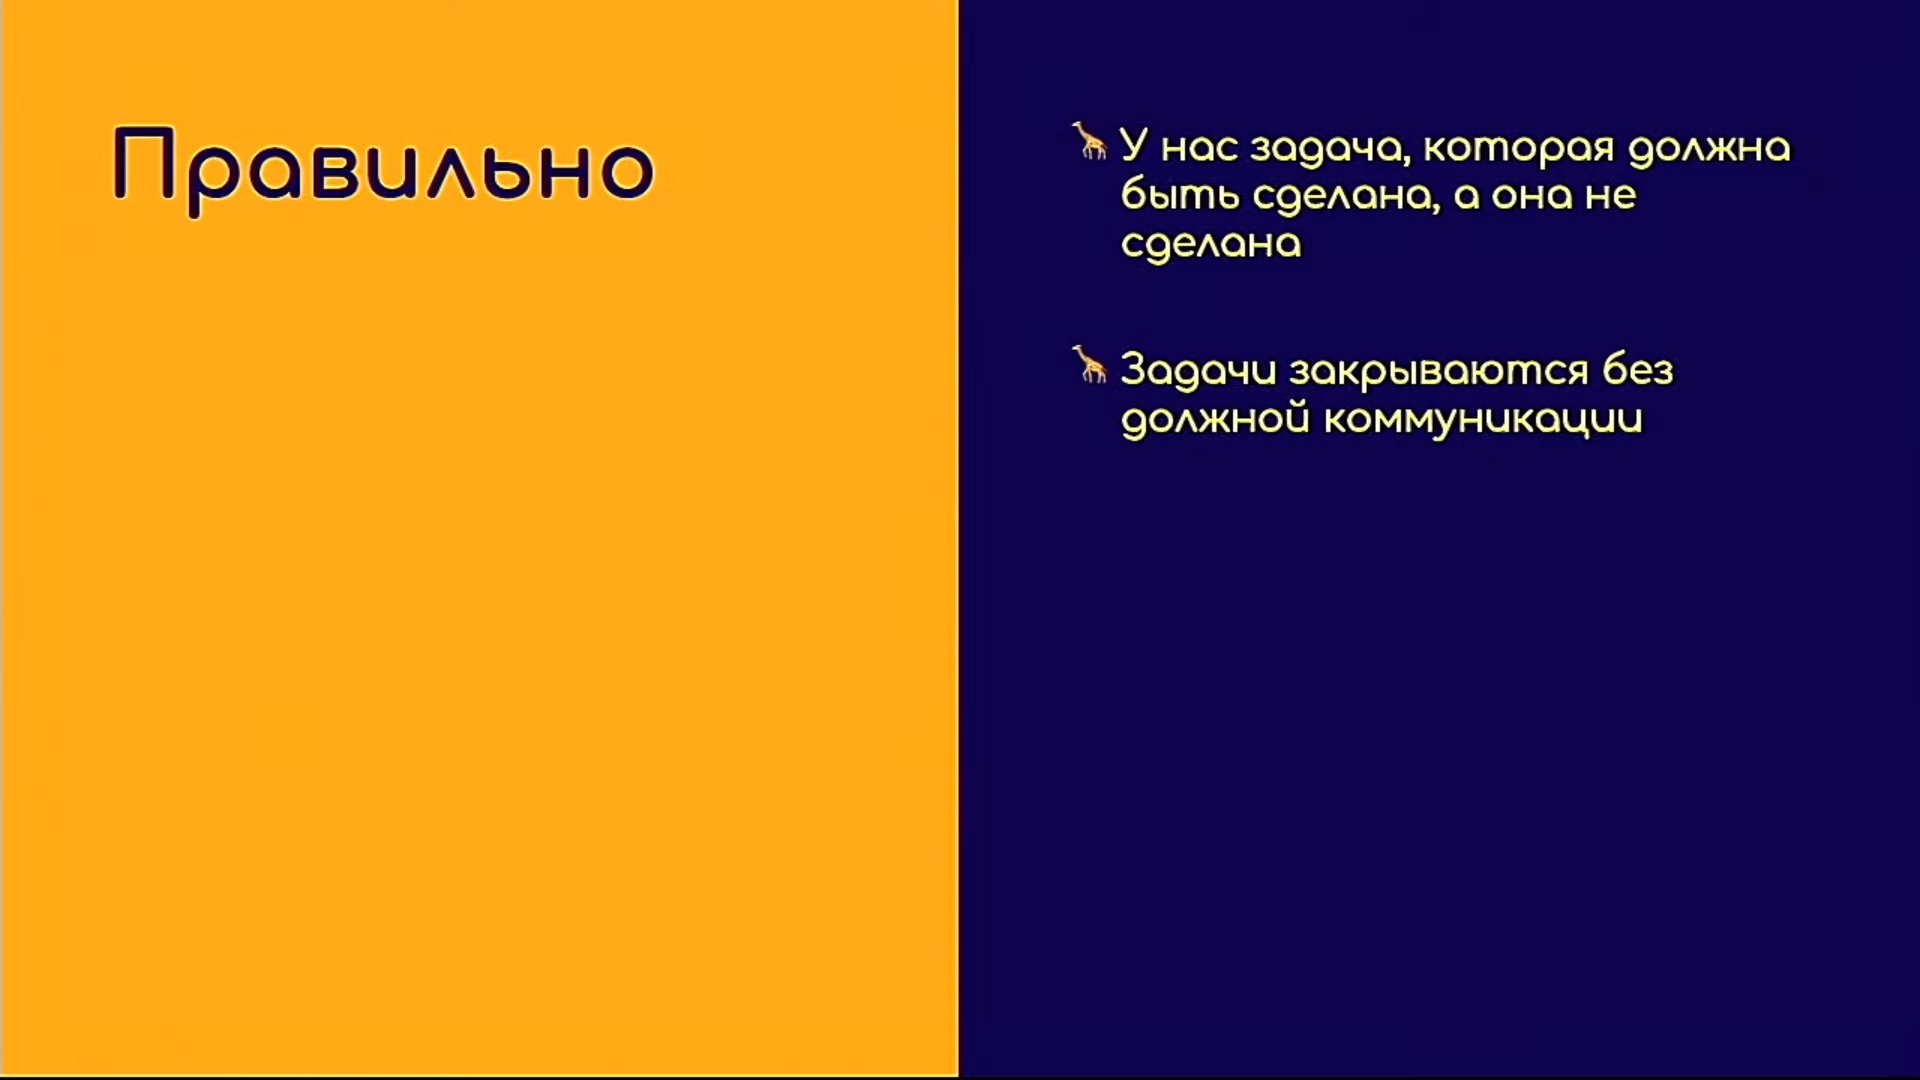 Правильно
У нас задача, которая должна
быть сделана, а она не
сделана
Задачи закрываются без
должной коммуникации